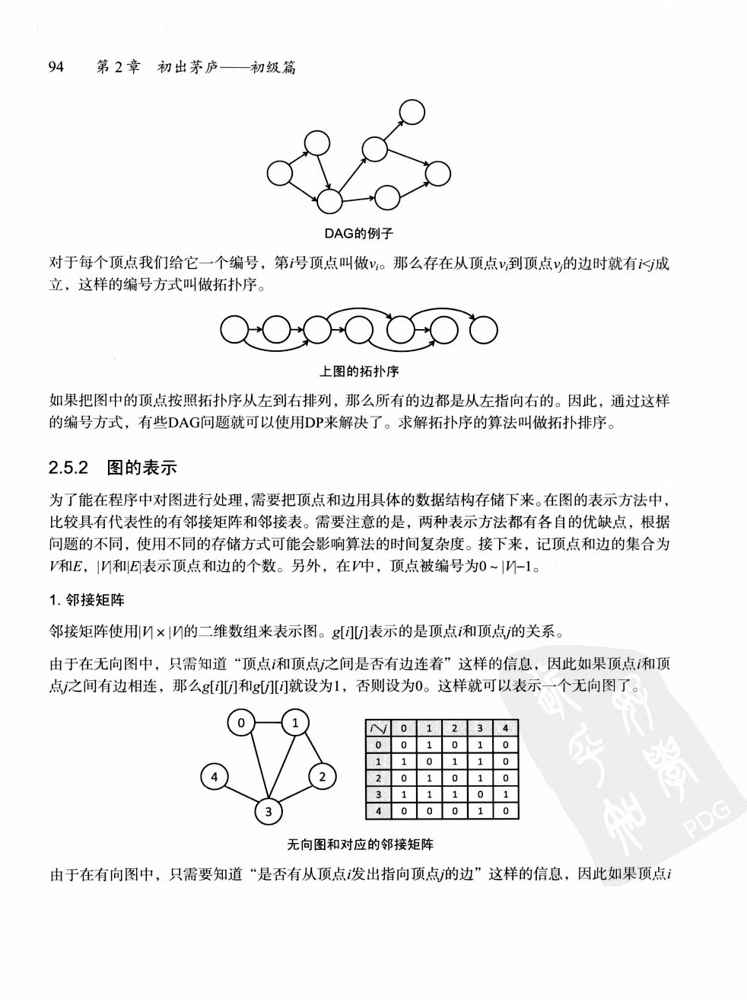 94 第2章 初出茅庐——初级篇
DAG的例子
对于每个顶点我们给它一个编号，第i号顶点叫做vᵢ。那么存在从顶点vᵢ到顶点vⱼ的边时就有i<j成
立，这样的编号方式叫做拓扑序。
上图的拓扑序
如果把图中的顶点按照拓扑序从左到右排列，那么所有的边都是从左指向右的。因此，通过这样
的编号方式，有些DAG问题就可以使用DP来解决了。求解拓扑序的算法叫做拓扑排序。
2.5.2 图的表示
为了能在程序中对图进行处理，需要把顶点和边用具体的数据结构存储下来。在图的表示方法中，
比较具有代表性的有邻接矩阵和邻接表。需要注意的是，两种表示方法都有各自的优缺点，根据
问题的不同，使用不同的存储方式可能会影响算法的时间复杂度。接下来，记顶点和边的集合为
V和E，|V|和|E|表示顶点和边的个数。另外，在V中，顶点被编号为0～|V|−1。
1. 邻接矩阵
邻接矩阵使用|V|×|V|的二维数组来表示图。g[i][j]表示的是顶点i和顶点j的关系。
由于在无向图中，只需知道“顶点i和顶点j之间是否有边连着”这样的信息，因此如果顶点i和顶
点j之间有边相连，那么g[i][j]和g[j][i]就设为1，否则设为0。这样就可以表示一个无向图了。
0 1
4 2
3
i\j 0 1 2 3 4
0 0 1 0 1 0
1 1 0 1 1 0
2 0 1 0 1 0
3 1 1 1 0 1
4 0 0 0 1 0
PDG
无向图和对应的邻接矩阵
由于在有向图中，只需要知道“是否有从顶点i发出指向顶点j的边”这样的信息，因此如果顶点i